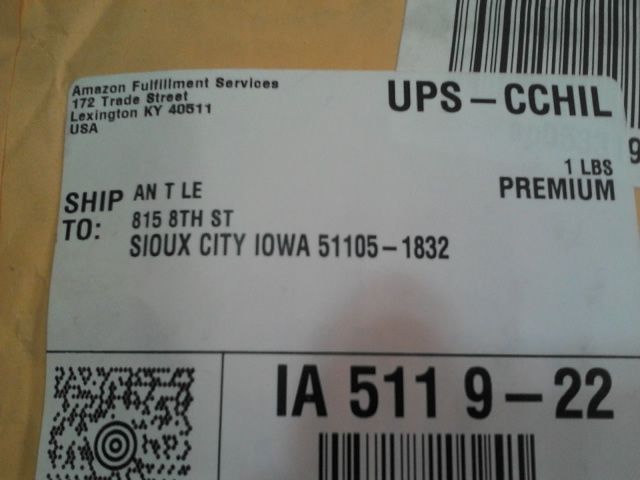 Amazon Fulfillment Services
172 Trade Street
Lexington KY 40511
USA
UPS-CCHIL
1 LBS
PREMIUM
SHIP TO:
AN T LE
815 8TH ST
SIOUX CITY IOWA 51105-1832
IA 511 9-22
9